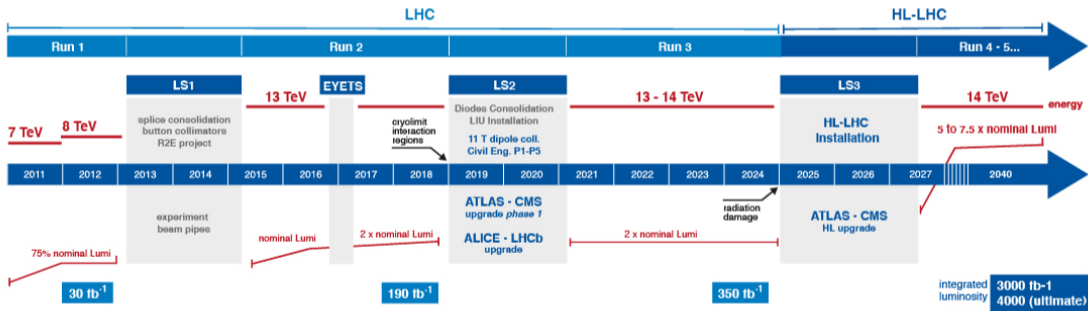 LHC
HL-LHC
Run 1
Run 2
Run 3
Run 4 - 5...
LS1
EYETS
LS2
LS3
7 TeV
8 TeV
splice consolidation
button collimators
R2E project
13 TeV
cryolimit
interaction
regions
Diodes Consolidation
LIU Installation
11 T dipole coll.
Civil Eng. P1-P5
13 - 14 TeV
HL-LHC
Installation
14 TeV
energy
5 to 7.5 x nominal Lumi
2011
2012
2013
2014
2015
2016
2017
2018
2019
2020
2021
2022
2023
2024
2025
2026
2027
2040
75% nominal Lumi
experiment
beam pipes
nominal Lumi
2 x nominal Lumi
ATLAS - CMS
upgrade phase 1
ALICE - LHCb
upgrade
2 x nominal Lumi
radiation
damage
ATLAS - CMS
HL upgrade
30 fb-1
190 fb-1
350 fb-1
integrated
luminosity
3000 fb-1
4000 (ultimate)